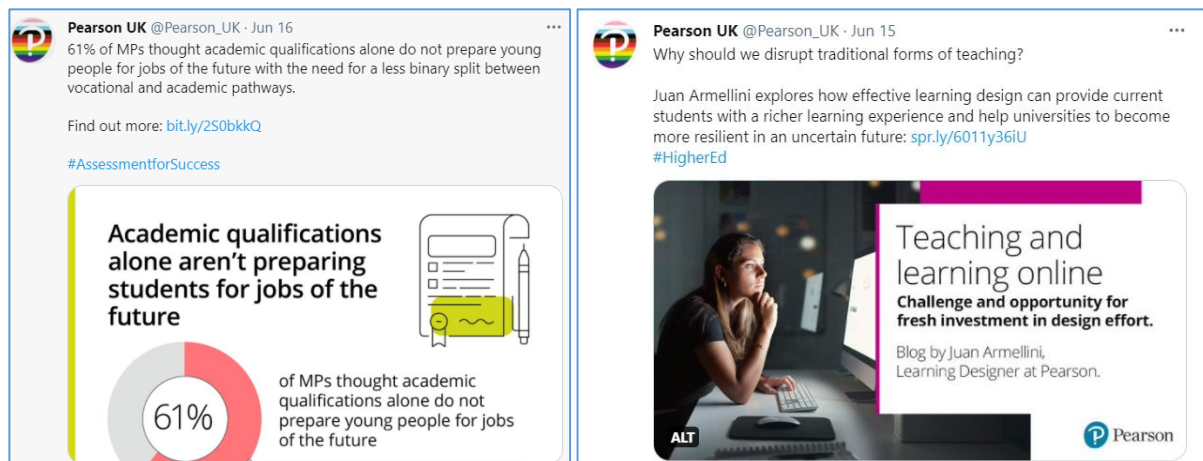 Pearson UK @Pearson_UK · Jun 16
61% of MPs thought academic qualifications alone do not prepare young
people for jobs of the future with the need for a less binary split between
vocational and academic pathways.
Find out more: bit.ly/2S0bkkQ
#AssessmentforSuccess
Academic qualifications
alone aren't preparing
students for jobs of the
future
61%
of MPs thought academic
qualifications alone do not
prepare young people for jobs
of the future
Pearson UK @Pearson_UK · Jun 15
Why should we disrupt traditional forms of teaching?
Juan Armellini explores how effective learning design can provide current
students with a richer learning experience and help universities to become
more resilient in an uncertain future: spr.ly/6011y36iU
#HigherEd
Teaching and
learning online
Challenge and opportunity for
fresh investment in design effort.
Blog by Juan Armellini,
Learning Designer at Pearson.
ALT
Pearson